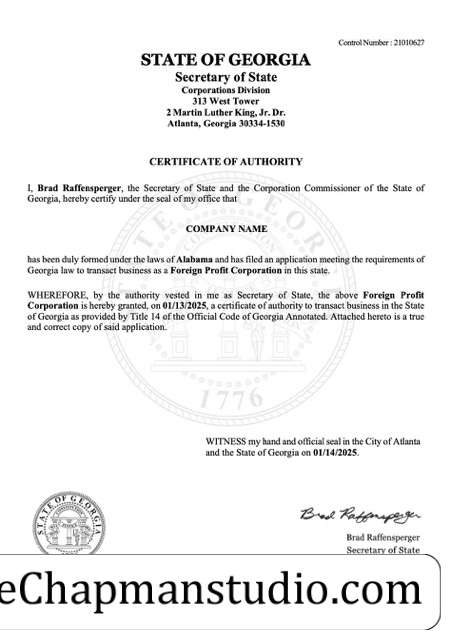 Control Number : 21010627
STATE OF GEORGIA
Secretary of State
Corporations Division
313 West Tower
2 Martin Luther King, Jr. Dr.
Atlanta, Georgia 30334-1530
CERTIFICATE OF AUTHORITY
I, Brad Raffensperger, the Secretary of State and the Corporation Commissioner of the State of
Georgia, hereby certify under the seal of my office that
COMPANY NAME
has been duly formed under the laws of Alabama and has filed an application meeting the requirements of
Georgia law to transact business as a Foreign Profit Corporation in this state.
WHEREFORE, by the authority vested in me as Secretary of State, the above Foreign Profit
Corporation is hereby granted, on 01/13/2025, a certificate of authority to transact business in the State
of Georgia as provided by Title 14 of the Official Code of Georgia Annotated. Attached hereto is a true
and correct copy of said application.
1776
WITNESS my hand and official seal in the City of Atlanta
and the State of Georgia on 01/14/2025.
STATE OF GEORGIA
Brad Raffensperger
Brad Raffensperger
Secretary of State
eChapmanstudio.com